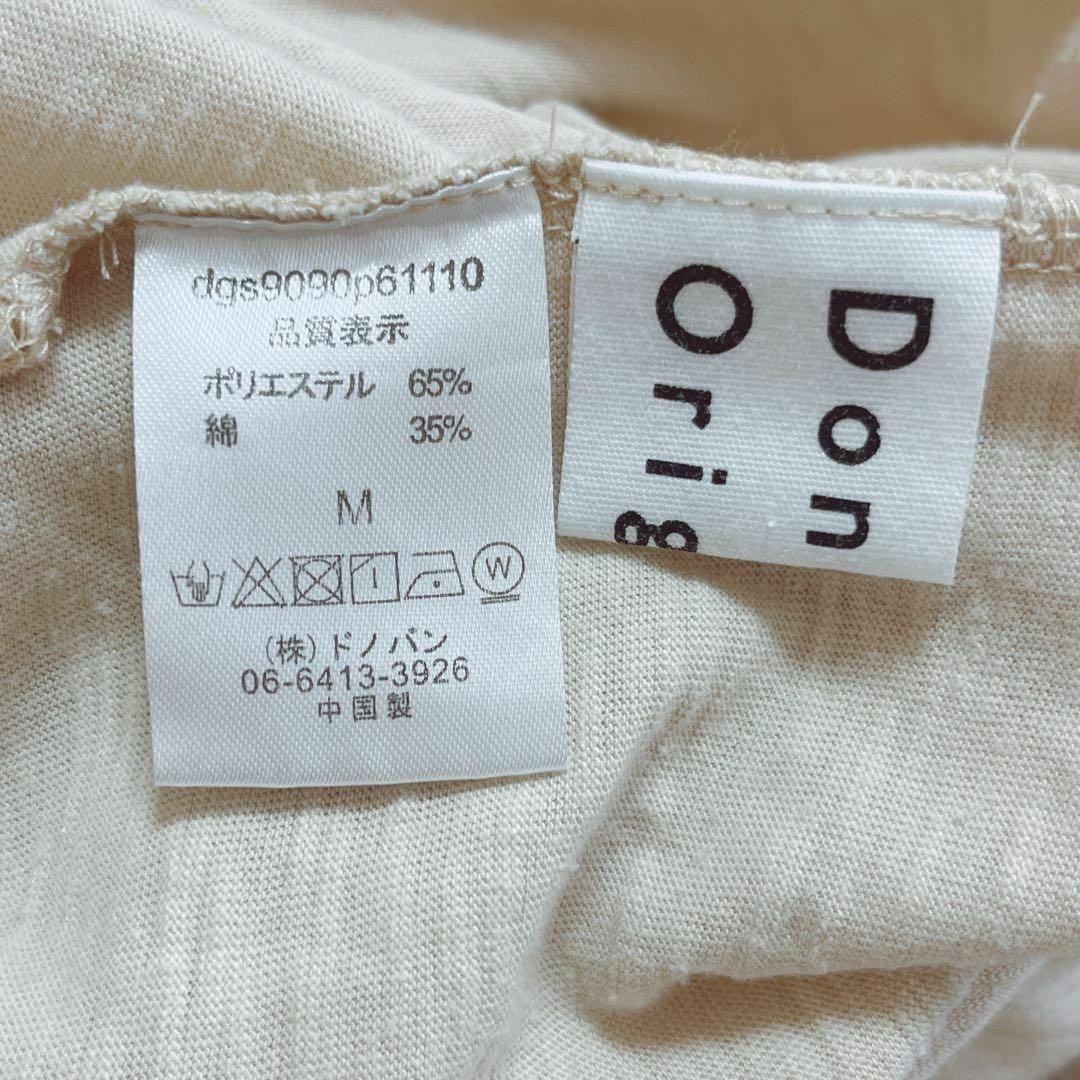 dgs9090p61110
品質表示
ポリエステル 65%
綿 35%
M
W
(株)ドノバン
06-6413-3926
中国製
Don
Orig